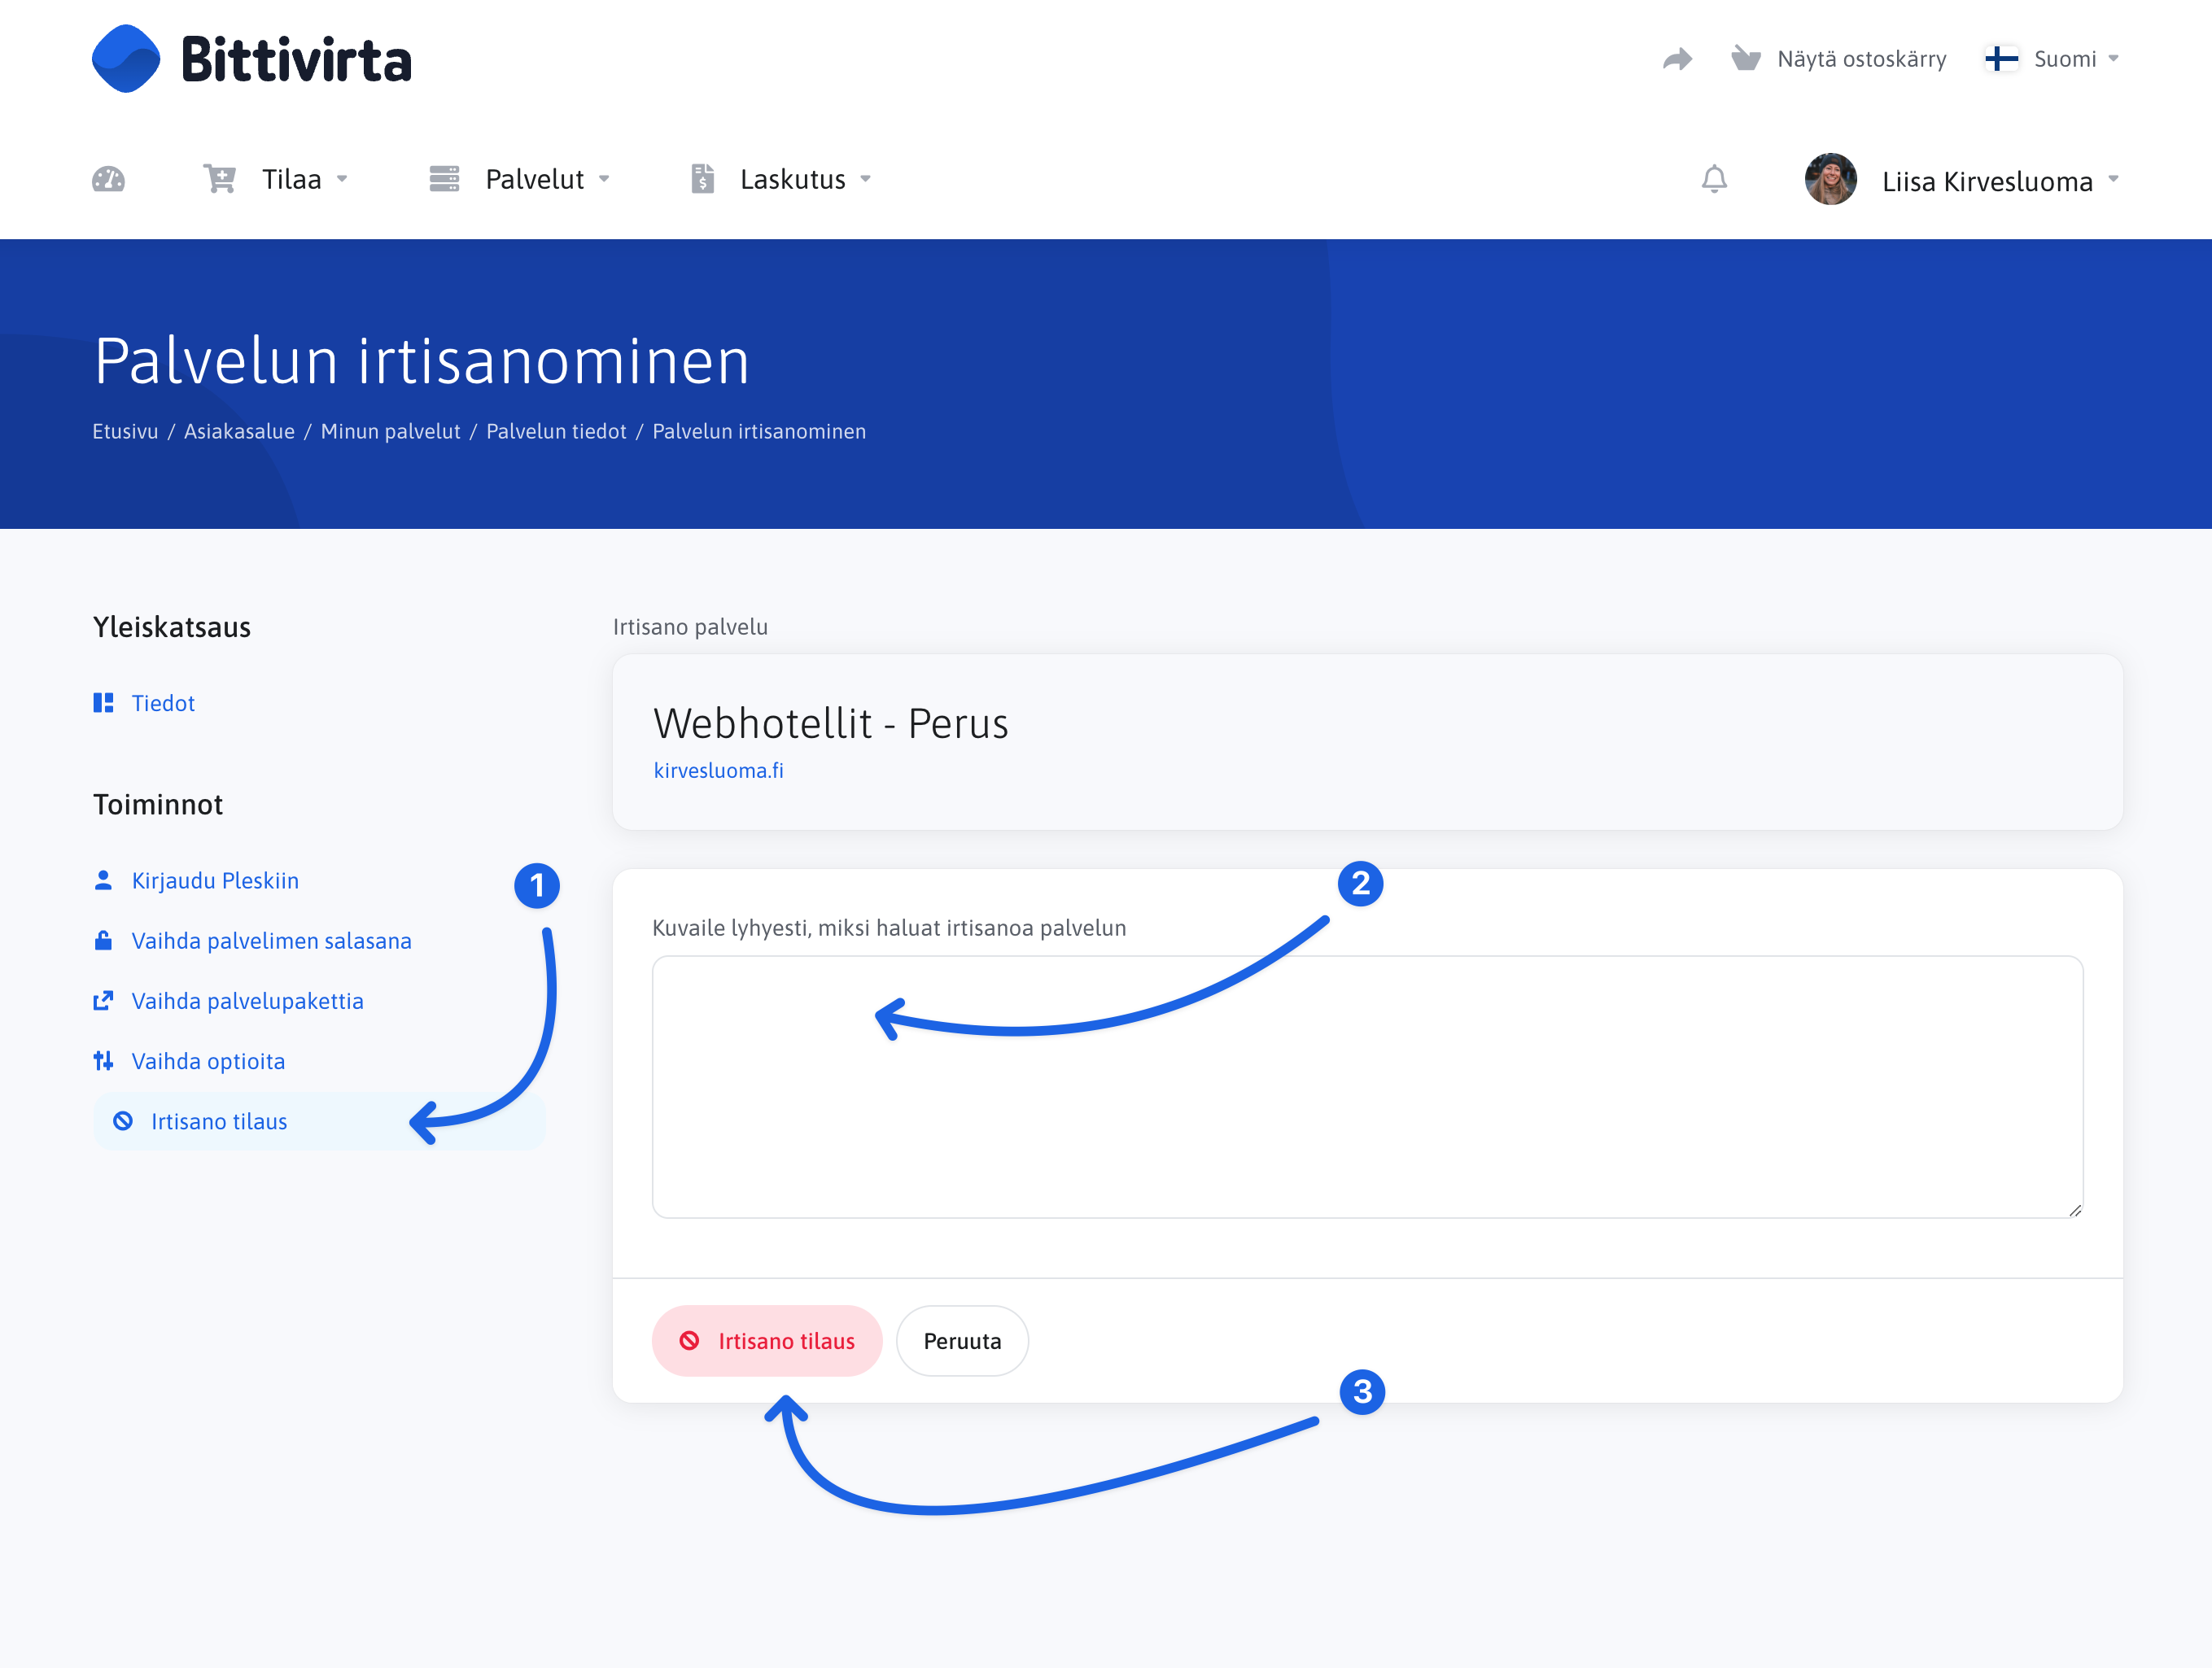 Bittivirta
Näytä ostoskärry
Suomi
Tilaa
Palvelut
Laskutus
Liisa Kirvesluoma
Palvelun irtisanominen
Etusivu / Asiakasalue / Minun palvelut / Palvelun tiedot / Palvelun irtisanominen
Yleiskatsaus
Tiedot
Toiminnot
Kirjaudu Pleskiin
Vaihda palvelimen salasana
Vaihda palvelupakettia
Vaihda optioita
Irtisano tilaus
1
Irtisano palvelu
Webhotellit - Perus
kirvesluoma.fi
2
Kuvaile lyhyesti, miksi haluat irtisanoa palvelun
Irtisano tilaus
Peruuta
3